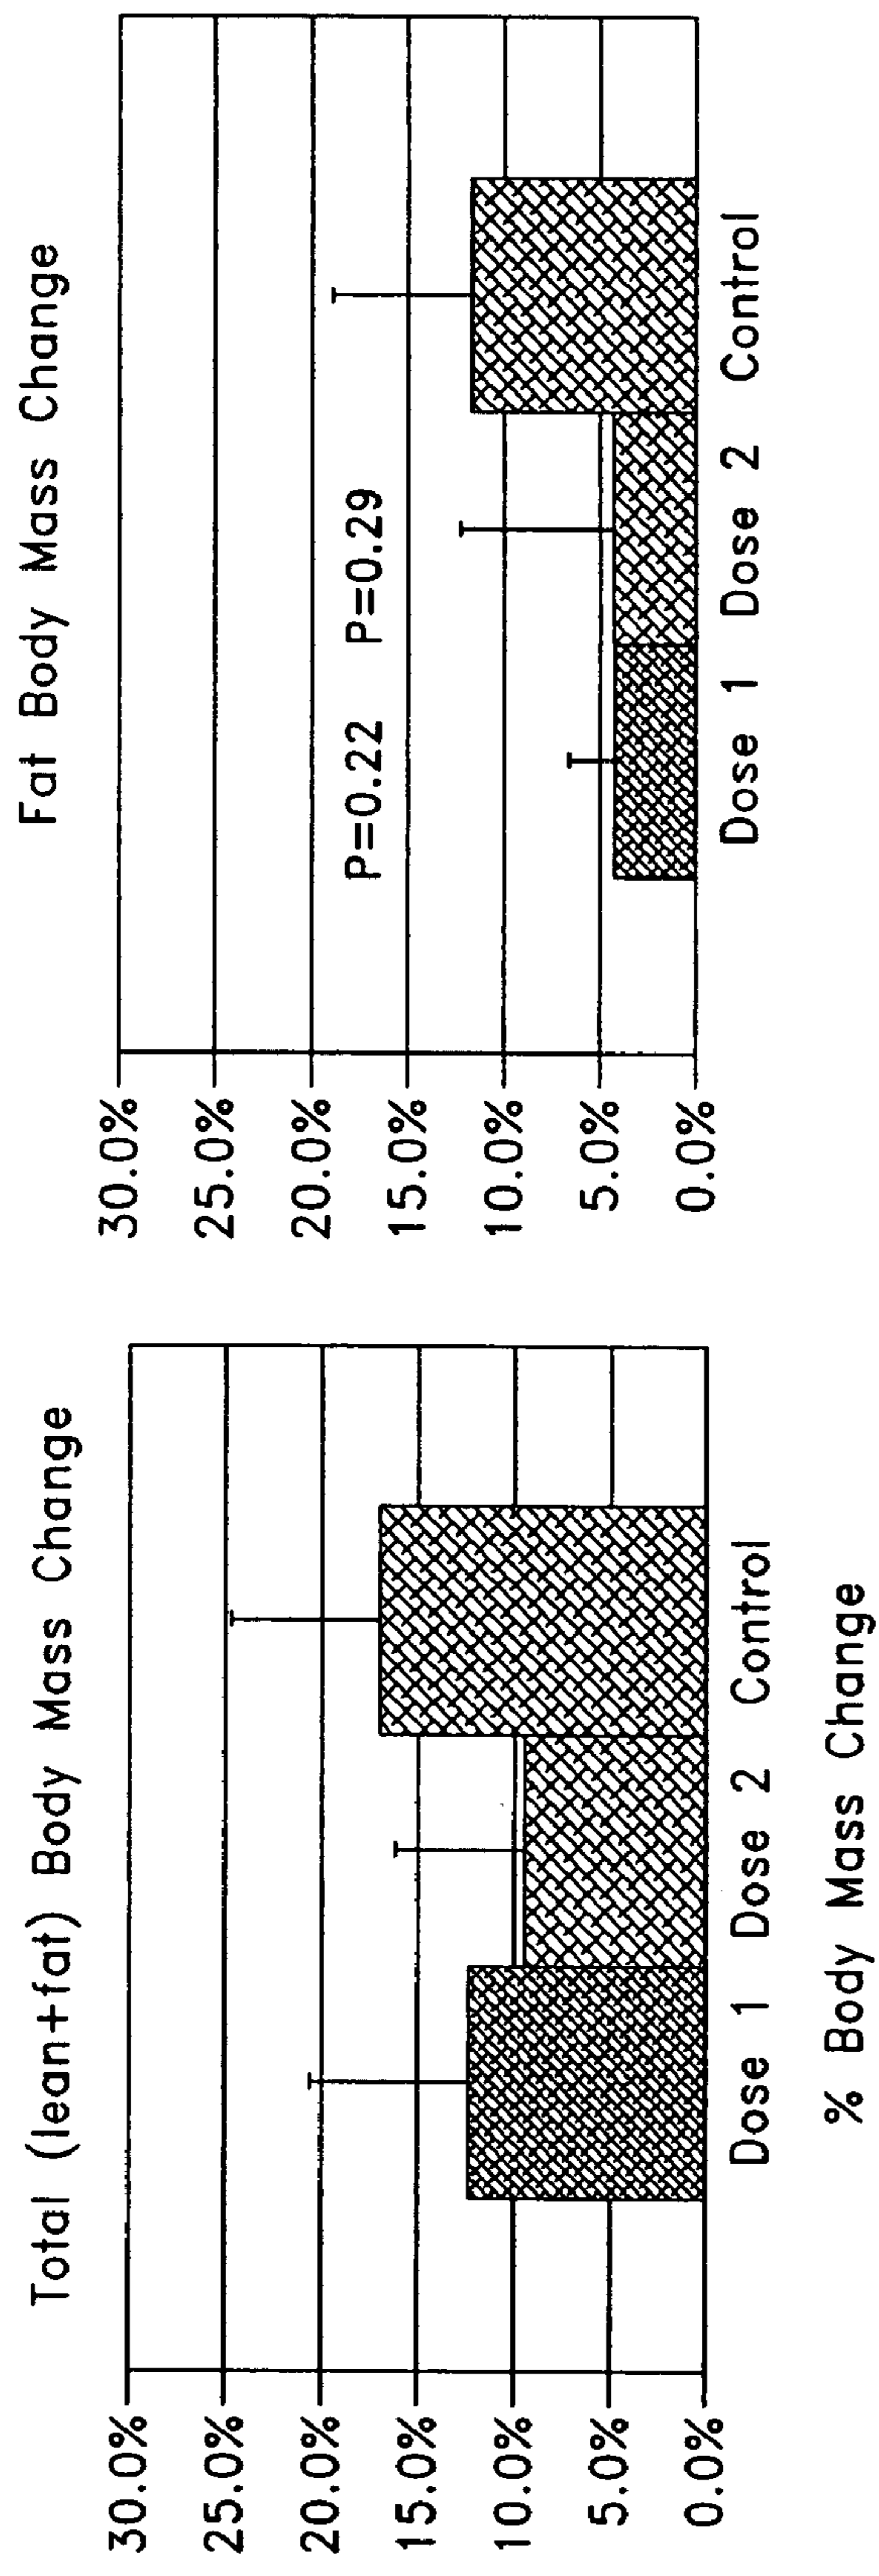 Total (lean+fat) Body Mass Change
30.0%
25.0%
20.0%
15.0%
10.0%
5.0%
0.0%
Dose 1 Dose 2 Control
% Body Mass Change
Fat Body Mass Change
30.0%
25.0%
20.0%
15.0%
10.0%
5.0%
0.0%
P=0.22 P=0.29
Dose 1 Dose 2 Control